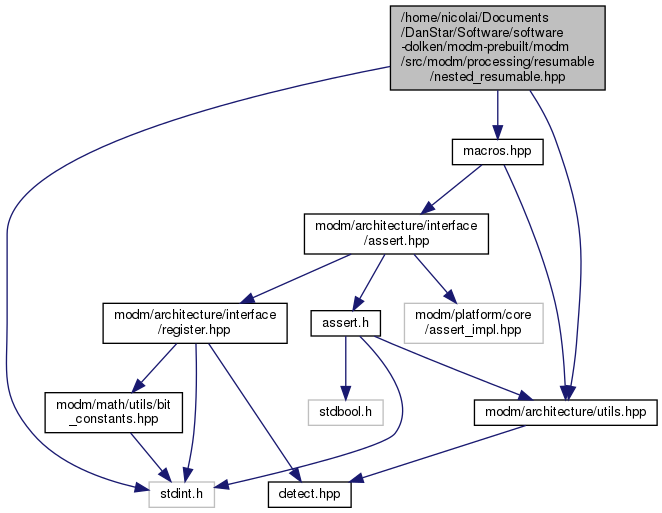 /home/nicolai/Documents
/DanStar/Software/software
-dolken/modm-prebuilt/modm
/src/modm/processing/resumable
/nested_resumable.hpp
macros.hpp
modm/architecture/interface
/assert.hpp
modm/architecture/interface
/register.hpp
assert.h
modm/platform/core
/assert_impl.hpp
modm/math/utils/bit
_constants.hpp
stdbool.h
modm/architecture/utils.hpp
stdint.h
detect.hpp